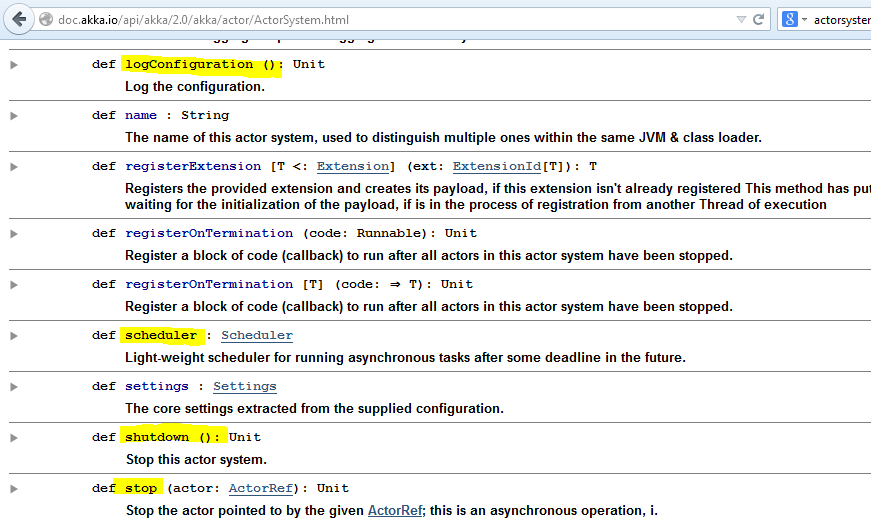 doc.akka.io/api/akka/2.0/akka/actor/ActorSystem.html
8
actorsyster
def logConfiguration (): Unit
Log the configuration.
def name : String
The name of this actor system, used to distinguish multiple ones within the same JVM & class loader.
def registerExtension [T <: Extension] (ext: ExtensionId[T]): T
Registers the provided extension and creates its payload, if this extension isn't already registered This method has put
waiting for the initialization of the payload, if is in the process of registration from another Thread of execution
def registerOnTermination (code: Runnable): Unit
Register a block of code (callback) to run after all actors in this actor system have been stopped.
def registerOnTermination [T] (code: ⇒ T): Unit
Register a block of code (callback) to run after all actors in this actor system have been stopped.
def scheduler : Scheduler
Light-weight scheduler for running asynchronous tasks after some deadline in the future.
def settings : Settings
The core settings extracted from the supplied configuration.
def shutdown (): Unit
Stop this actor system.
def stop (actor: ActorRef): Unit
Stop the actor pointed to by the given ActorRef; this is an asynchronous operation, i.